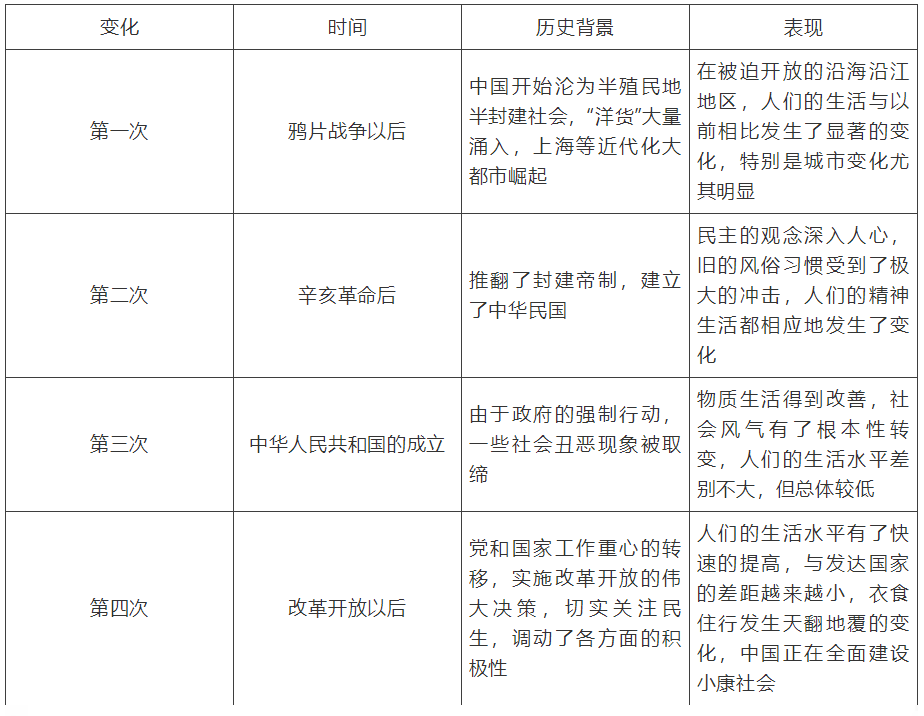 变化
时间
历史背景
表现
第一次
鸦片战争以后
中国开始沦为半殖民地
半封建社会，“洋货”大量
涌入，上海等近代化大
都市崛起
在被迫开放的沿海沿江
地区，人们的生活与以
前相比发生了显著的变
化，特别是城市变化尤
其明显
第二次
辛亥革命后
推翻了封建帝制，建立
了中华民国
民主的观念深入人心，
旧的风俗习惯受到了极
大的冲击，人们的精神
生活都相应地发生了变
化
第三次
中华人民共和国的成立
由于政府的强制行动，
一些社会丑恶现象被取
缔
物质生活得到改善，社
会风气有了根本性转
变，人们的生活水平差
别不大，但总体较低
第四次
改革开放以后
党和国家工作重心的转
移，实施改革开放的伟
大决策，切实关注民
生，调动了各方面的积
极性
人们的生活水平有了快
速的提高，与发达国家
的差距越来越小，衣食
住行发生天翻地覆的变
化，中国正在全面建设
小康社会